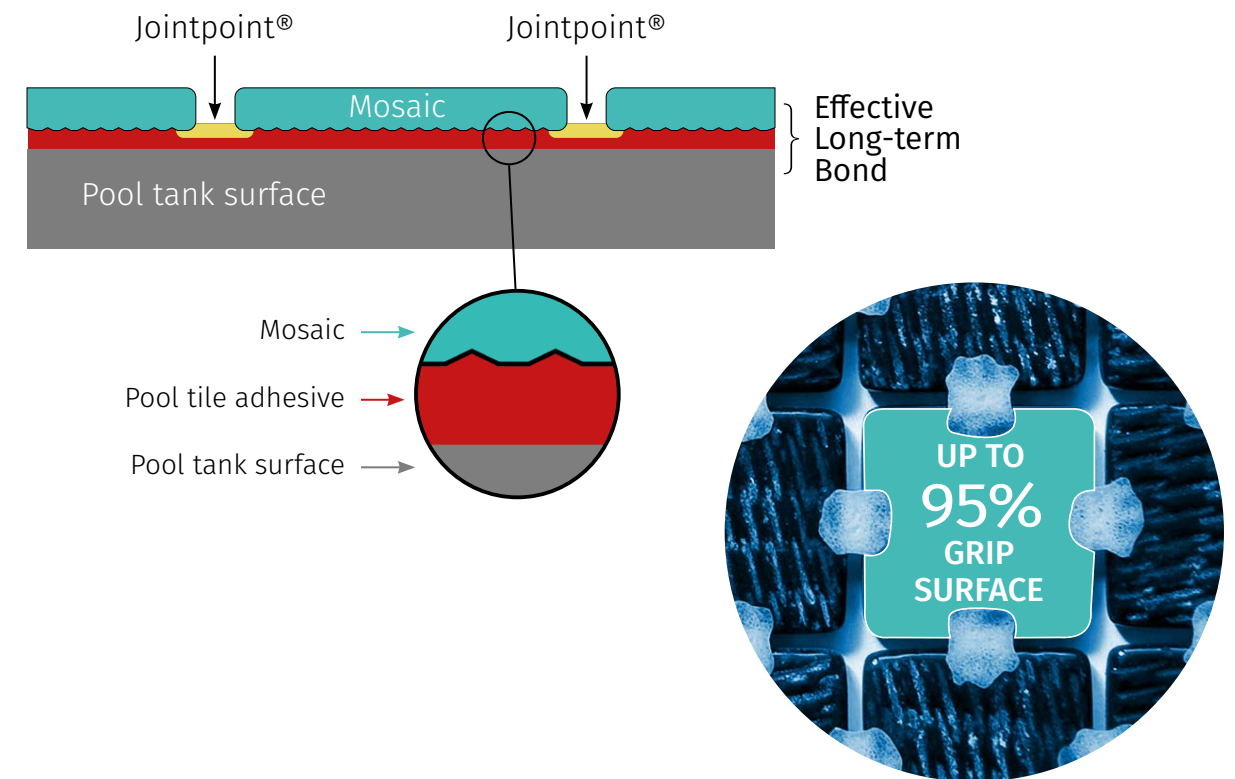 Jointpoint®
Jointpoint®
Mosaic
Effective
Long-term
Bond
Pool tank surface
Mosaic
Pool tile adhesive
Pool tank surface
UP TO
95%
GRIP
SURFACE